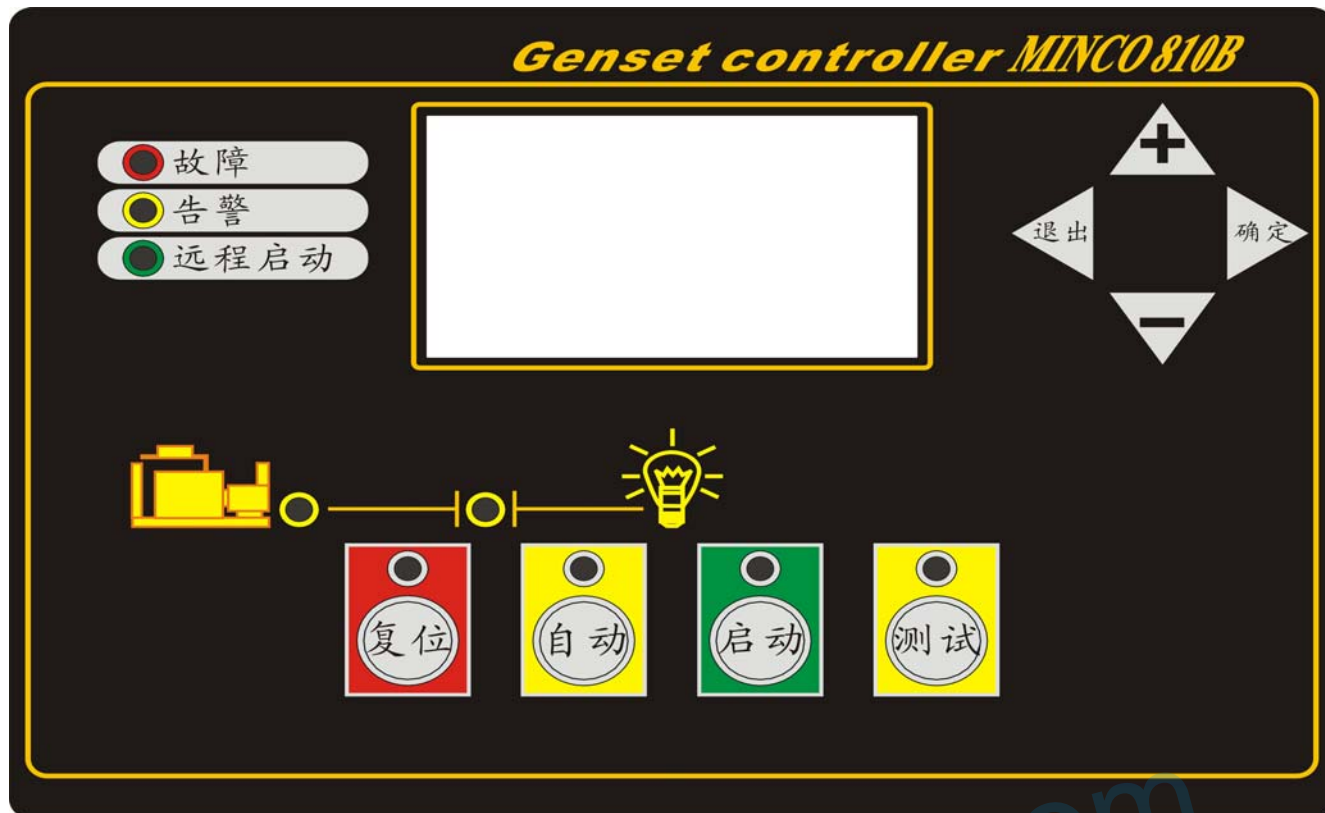 Genset controller MINCO 810B
故障
告警
远程启动
+
退出
确定
−
复位
自动
启动
测试
om